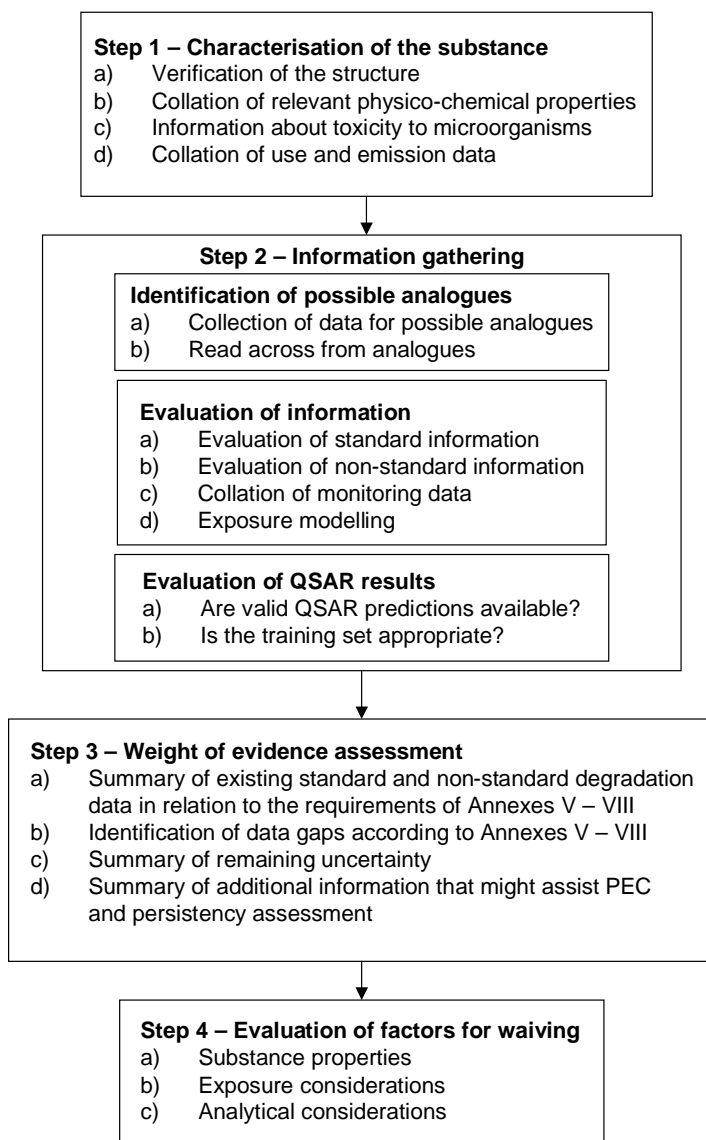 Step 1 – Characterisation of the substance
a) Verification of the structure
b) Collation of relevant physico-chemical properties
c) Information about toxicity to microorganisms
d) Collation of use and emission data
Step 2 – Information gathering
Identification of possible analogues
a) Collection of data for possible analogues
b) Read across from analogues
Evaluation of information
a) Evaluation of standard information
b) Evaluation of non-standard information
c) Collation of monitoring data
d) Exposure modelling
Evaluation of QSAR results
a) Are valid QSAR predictions available?
b) Is the training set appropriate?
Step 3 – Weight of evidence assessment
a) Summary of existing standard and non-standard degradation
data in relation to the requirements of Annexes V – VIII
b) Identification of data gaps according to Annexes V – VIII
c) Summary of remaining uncertainty
d) Summary of additional information that might assist PEC
and persistency assessment
Step 4 – Evaluation of factors for waiving
a) Substance properties
b) Exposure considerations
c) Analytical considerations